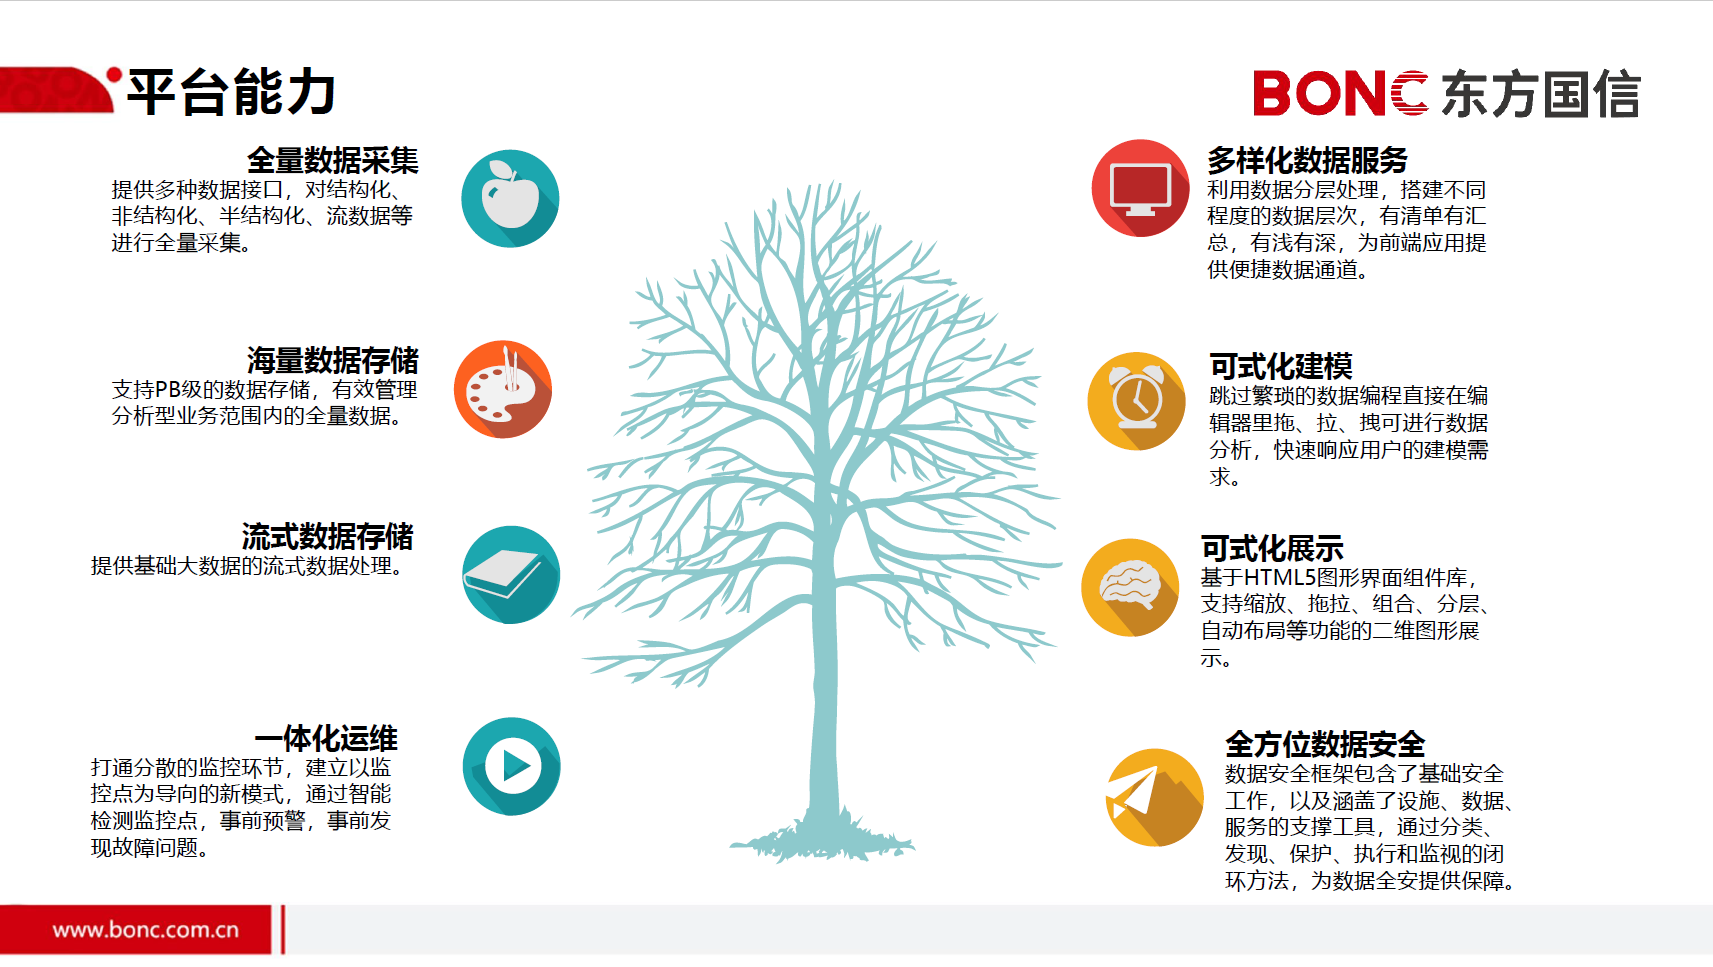 平台能力
BONC 东方国信
全量数据采集
提供多种数据接口，对结构化、
非结构化、半结构化、流数据等
进行全量采集。
海量数据存储
支持PB级的数据存储，有效管理
分析型业务范围内的全量数据。
流式数据存储
提供基础大数据的流式数据处理。
一体化运维
打通分散的监控环节，建立以监
控点为导向的新模式，通过智能
检测监控点，事前预警，事前发
现故障问题。
多样化数据服务
利用数据分层处理，搭建不同
程度的数据层次，有清单有汇
总，有浅有深，为前端应用提
供便捷数据通道。
可式化建模
跳过繁琐的数据编程直接在编
辑器里拖、拉、拽可进行数据
分析，快速响应用户的建模需
求。
可式化展示
基于HTML5图形界面组件库，
支持缩放、拖拉、组合、分层、
自动布局等功能的二维图形展
示。
全方位数据安全
数据安全框架包含了基础安全
工作，以及涵盖了设施、数据、
服务的支撑工具，通过分类、
发现、保护、执行和监视的闭
环方法，为数据全安提供保障。
www.bonc.com.cn